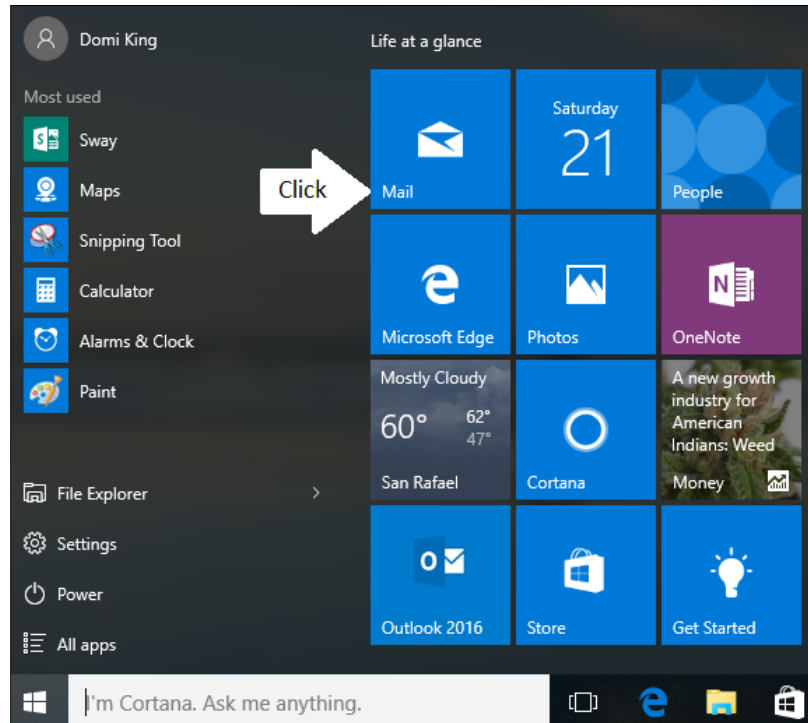 Domi King
Most used
Sway
Maps
Snipping Tool
Calculator
Alarms & Clock
Paint
File Explorer
Settings
Power
All apps
Click
Life at a glance
Mail
Saturday
21
People
Microsoft Edge
Photos
OneNote
Mostly Cloudy
60° 62°
47°
San Rafael
Cortana
A new growth
industry for
American
Indians: Weed
Money
Outlook 2016
Store
Get Started
I'm Cortana. Ask me anything.